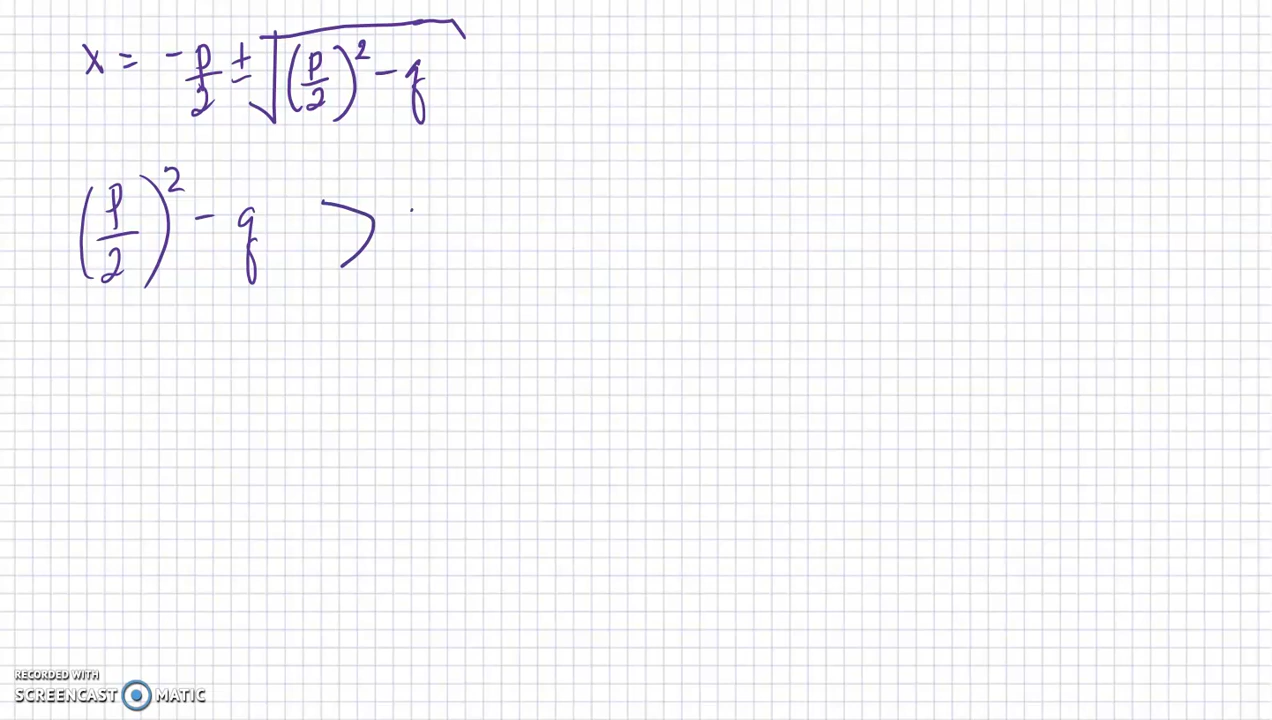 x = -p/2 ± √((p/2)² - q)
(p/2)² - q >
RECORDED WITH
SCREENCAST MATIC